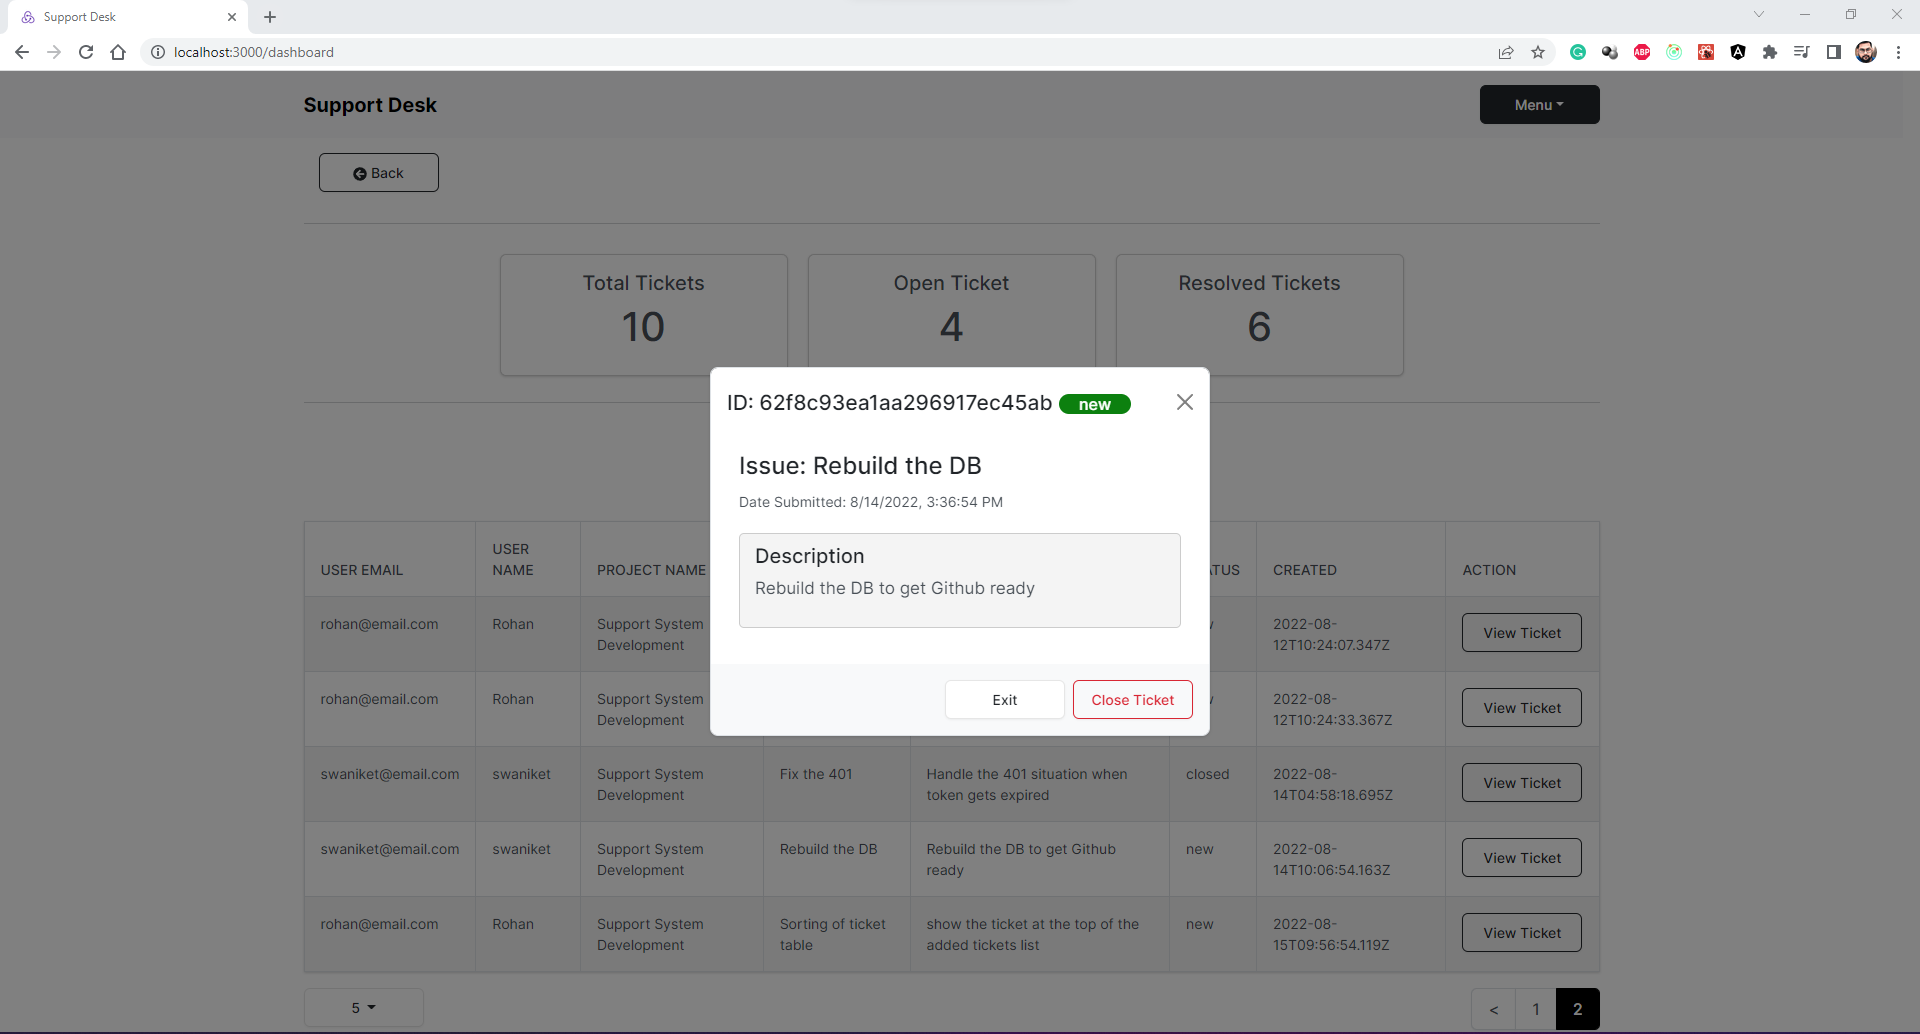 Support Desk
localhost:3000/dashboard
ABP
Support Desk
Menu
Back
Total Tickets
10
Open Ticket
4
Resolved Tickets
6
ID: 62f8c93ea1aa296917ec45ab new
Issue: Rebuild the DB
Date Submitted: 8/14/2022, 3:36:54 PM
Description
Rebuild the DB to get Github ready
Exit
Close Ticket
USER EMAIL
USER
NAME
PROJECT NAME
ATUS
CREATED
ACTION
rohan@email.com
Rohan
Support System
Development
2022-08-
12T10:24:07.347Z
View Ticket
rohan@email.com
Rohan
Support System
Development
2022-08-
12T10:24:33.367Z
View Ticket
swaniket@email.com
swaniket
Support System
Development
Fix the 401
Handle the 401 situation when
token gets expired
closed
2022-08-
14T04:58:18.695Z
View Ticket
swaniket@email.com
swaniket
Support System
Development
Rebuild the DB
Rebuild the DB to get Github
ready
new
2022-08-
14T10:06:54.163Z
View Ticket
rohan@email.com
Rohan
Support System
Development
Sorting of ticket
table
show the ticket at the top of the
added tickets list
new
2022-08-
15T09:56:54.119Z
View Ticket
5
< 1 2